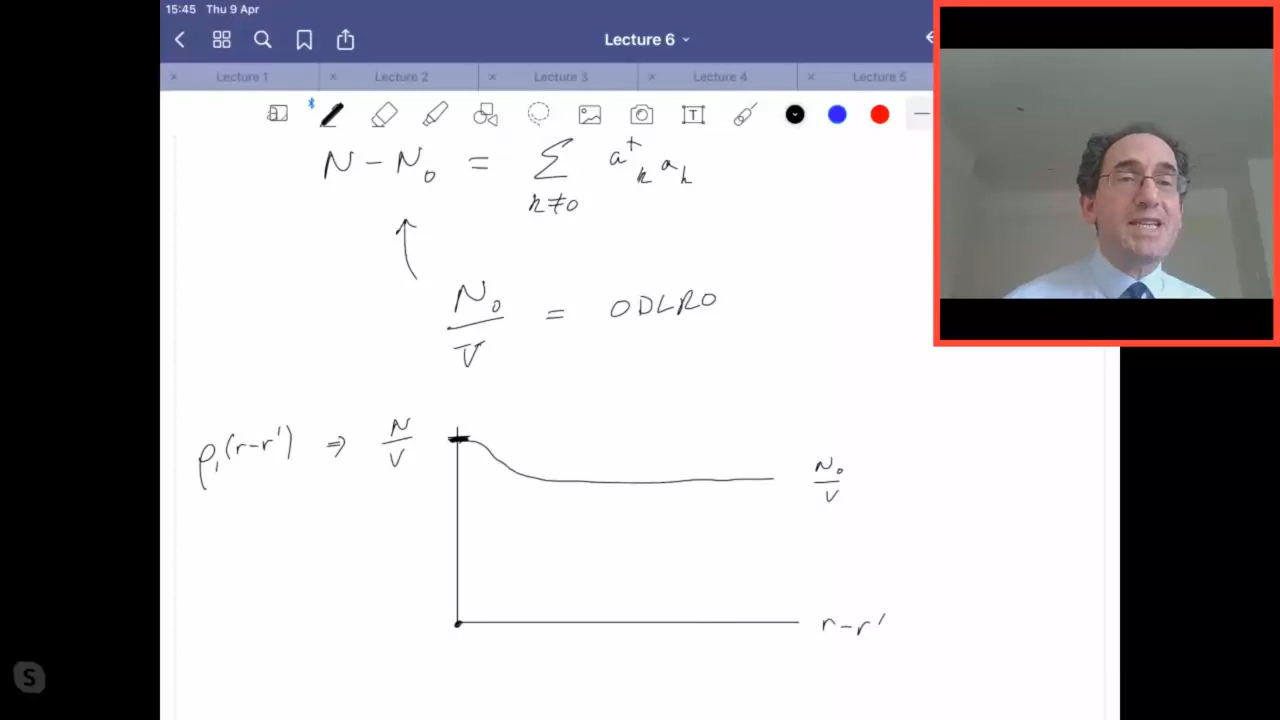 15:45 Thu 9 Apr
Lecture 6
Lecture 1 Lecture 2 Lecture 3 Lecture 4 Lecture 5
T
N - N₀ = Σ a†ₖ aₖ
k≠0
N₀/V = ODLRO
ρ₁(r-r') ⇒ N/V
N₀/V
r-r'
S